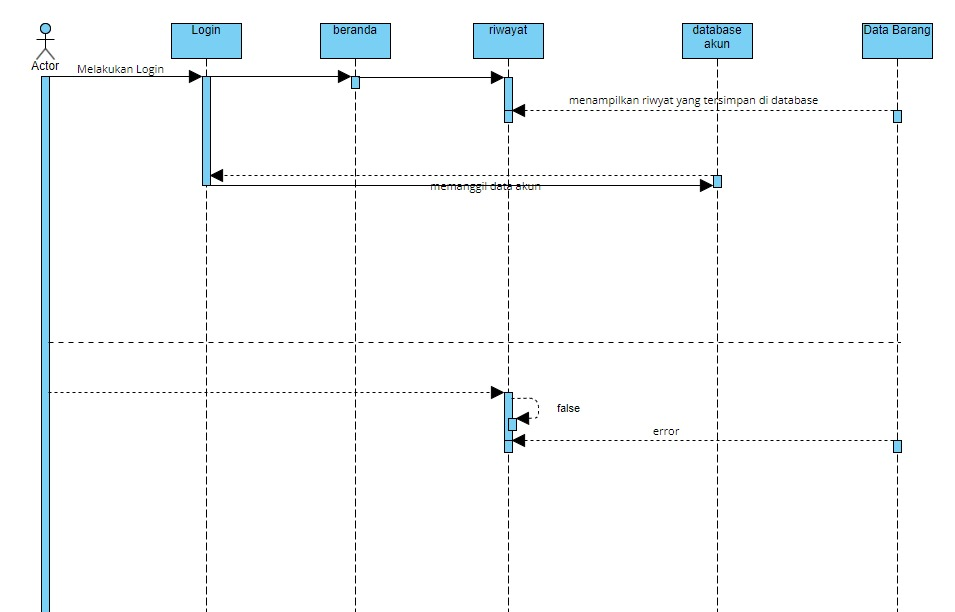 Login
beranda
riwayat
database
akun
Data Barang
Actor
Melakukan Login
menampilkan riwyat yang tersimpan di database
memanggil data akun
false
error